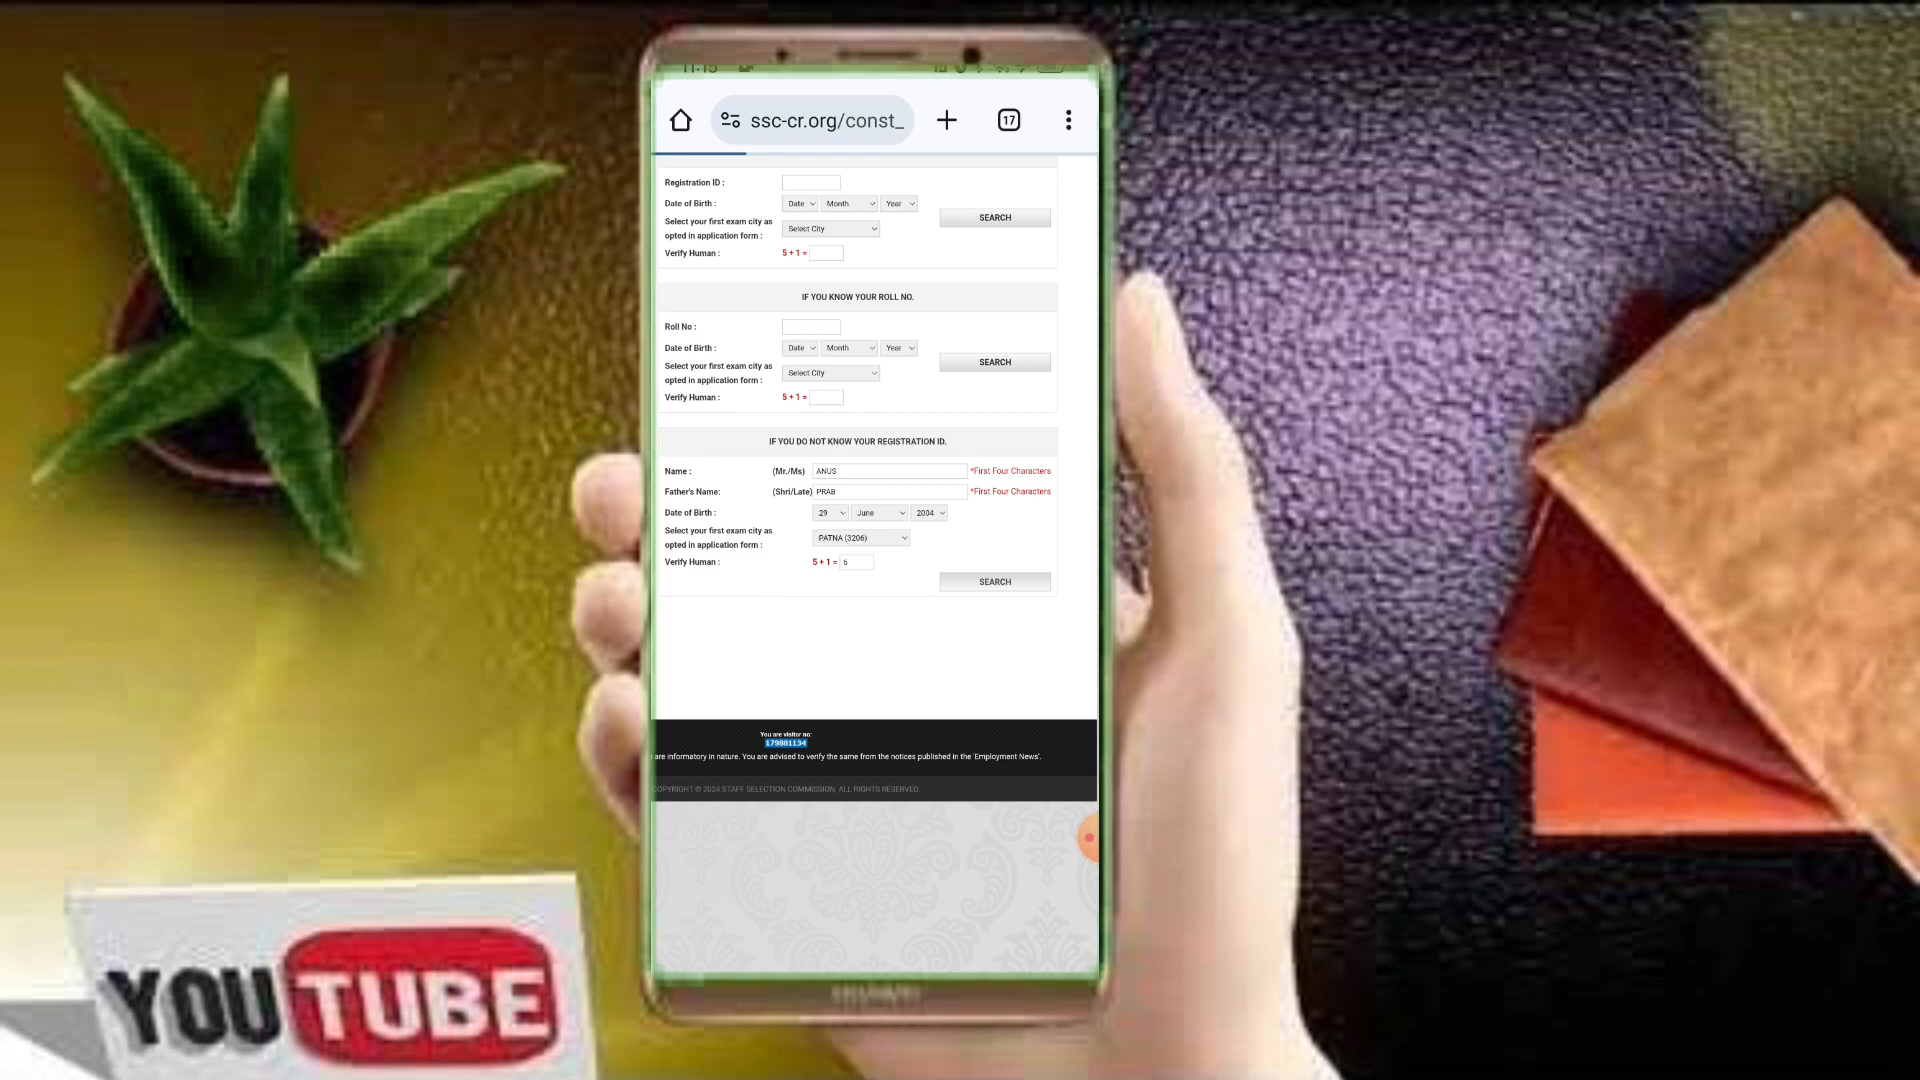 11:15
ssc-cr.org/const_
17
Registration ID :
Date of Birth : Date Month Year
Select your first exam city as opted in application form : Select City
SEARCH
Verify Human : 5 + 1 =
IF YOU KNOW YOUR ROLL NO.
Roll No :
Date of Birth : Date Month Year
Select your first exam city as opted in application form : Select City
SEARCH
Verify Human : 5 + 1 =
IF YOU DO NOT KNOW YOUR REGISTRATION ID.
Name : (Mr./Ms) ANUS *First Four Characters
Father's Name: (Shri/Late) PRAB *First Four Characters
Date of Birth : 29 June 2004
Select your first exam city as opted in application form : PATNA (3206)
Verify Human : 5 + 1 = 6
SEARCH
You are visitor no:
179881134
are informatory in nature. You are advised to verify the same from the notices published in the 'Employment News'.
COPYRIGHT © 2024 STAFF SELECTION COMMISSION, ALL RIGHTS RESERVED.
YOUTUBE